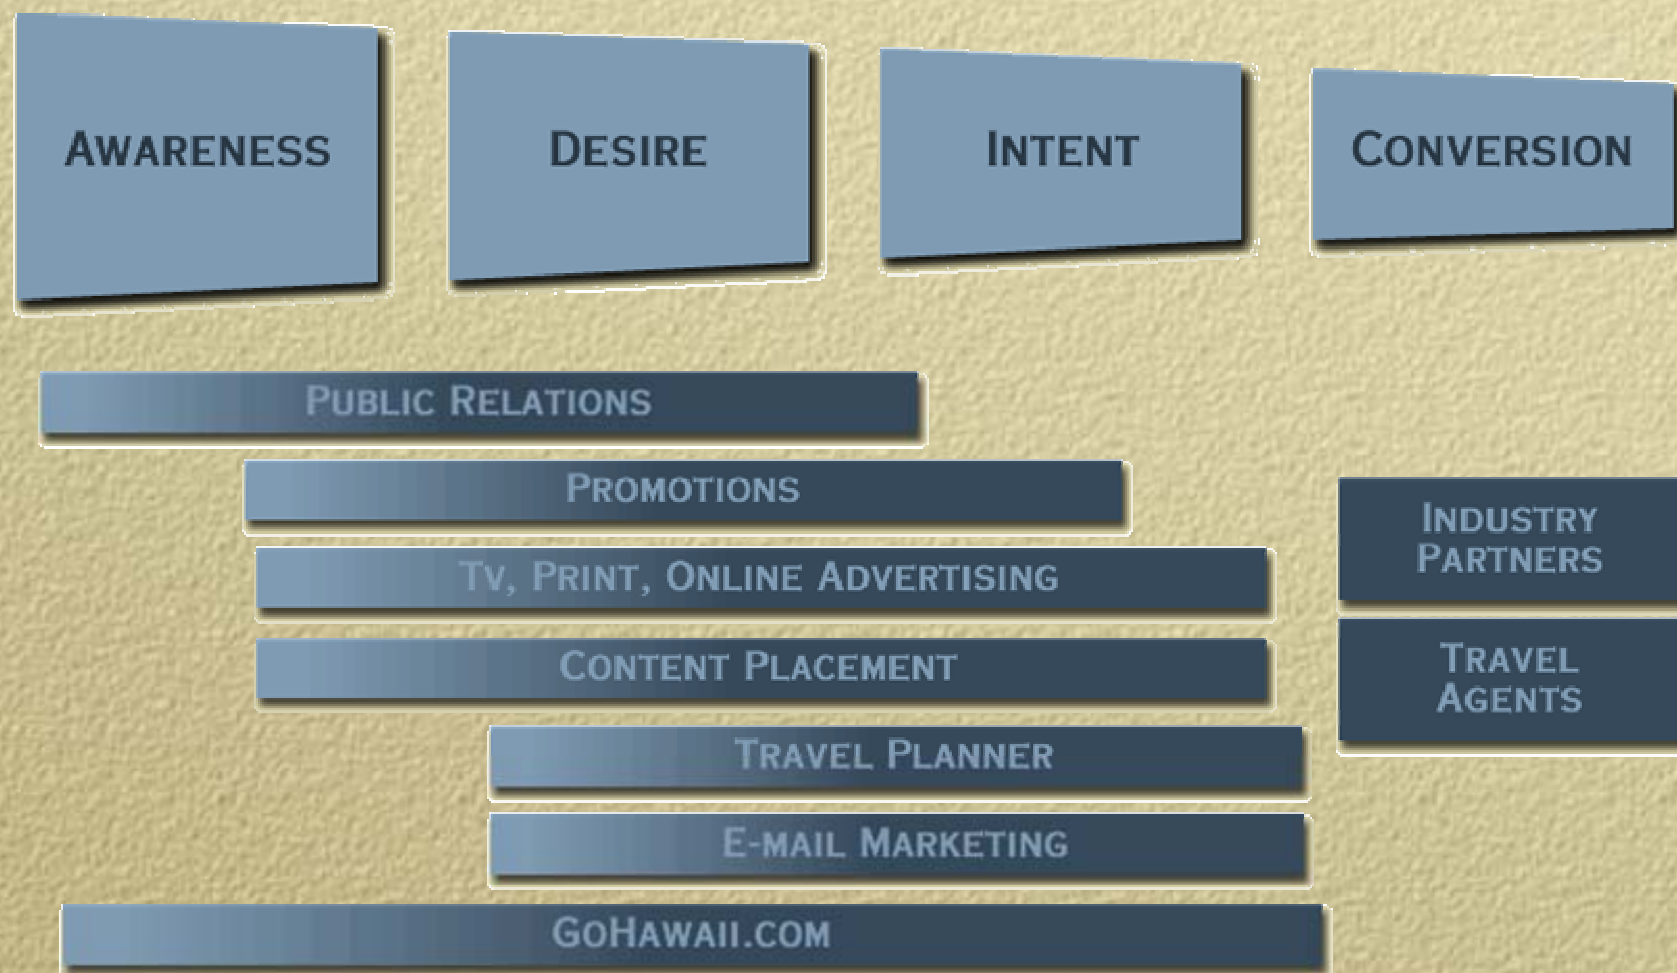 AWARENESS
DESIRE
INTENT
CONVERSION
PUBLIC RELATIONS
PROMOTIONS
TV, PRINT, ONLINE ADVERTISING
CONTENT PLACEMENT
TRAVEL PLANNER
E-MAIL MARKETING
GOHAWAII.COM
INDUSTRY
PARTNERS
TRAVEL
AGENTS